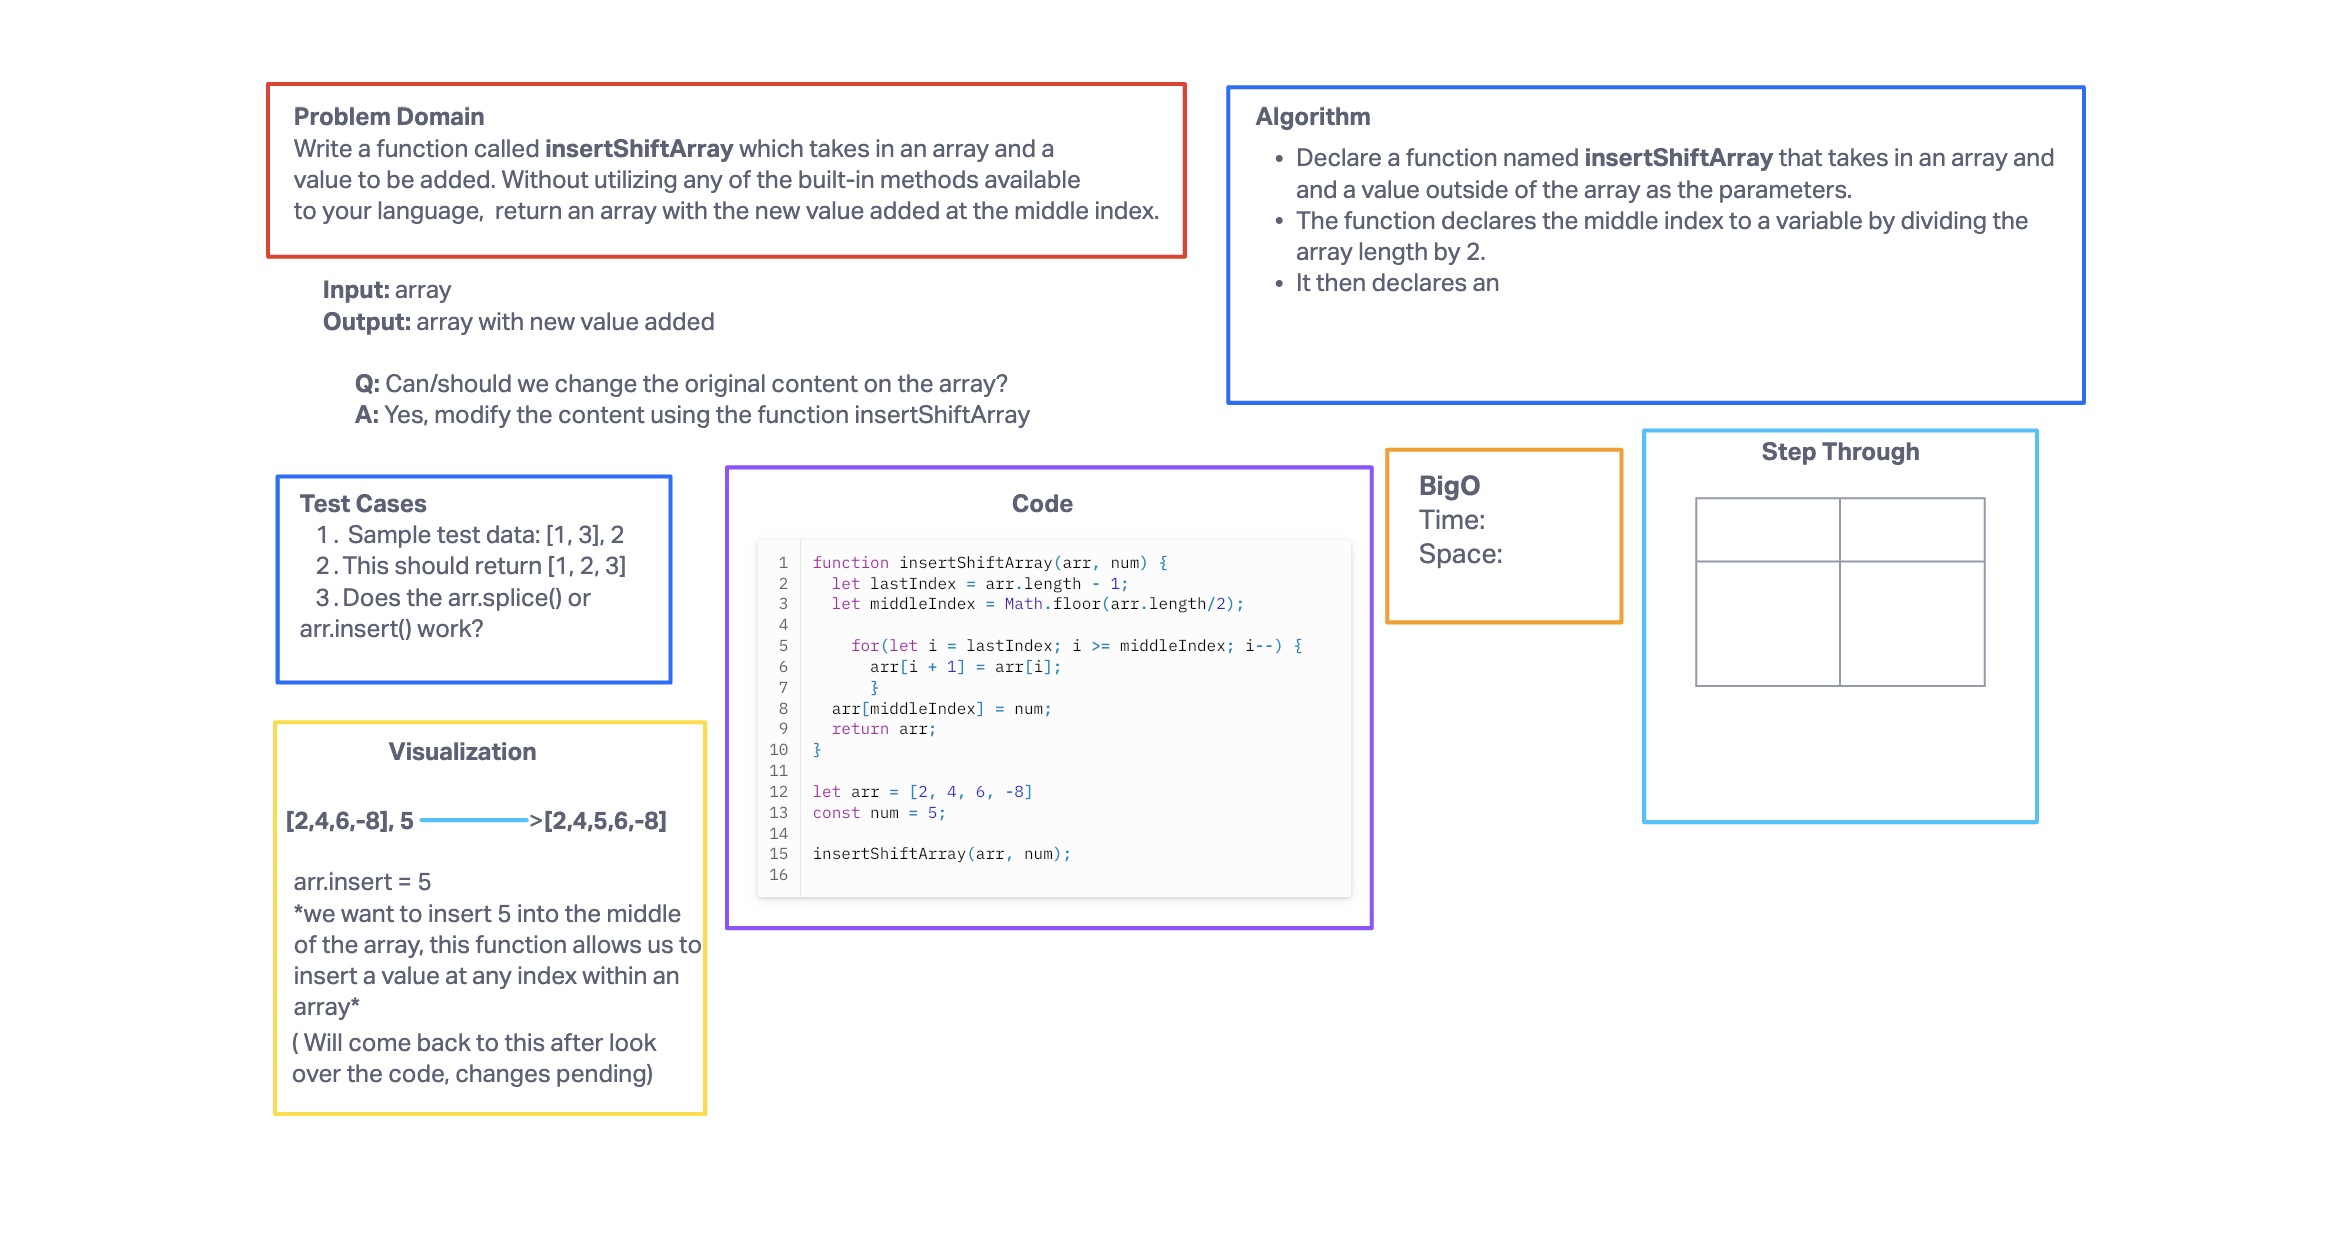 Problem Domain
Write a function called insertShiftArray which takes in an array and a
value to be added. Without utilizing any of the built-in methods available
to your language,  return an array with the new value added at the middle index.
Input: array
Output: array with new value added
Q: Can/should we change the original content on the array?
A: Yes, modify the content using the function insertShiftArray
Algorithm
• Declare a function named insertShiftArray that takes in an array and
and a value outside of the array as the parameters.
• The function declares the middle index to a variable by dividing the
array length by 2.
• It then declares an
Test Cases
1. Sample test data: [1, 3], 2
2. This should return [1, 2, 3]
3. Does the arr.splice() or
arr.insert() work?
Visualization
[2,4,6,-8], 5 >[2,4,5,6,-8]
arr.insert = 5
*we want to insert 5 into the middle
of the array, this function allows us to
insert a value at any index within an
array*
( Will come back to this after look
over the code, changes pending)
Code
1 function insertShiftArray(arr, num) {
2   let lastIndex = arr.length - 1;
3   let middleIndex = Math.floor(arr.length/2);
4
5     for(let i = lastIndex; i >= middleIndex; i--) {
6       arr[i + 1] = arr[i];
7       }
8   arr[middleIndex] = num;
9   return arr;
10 }
11
12 let arr = [2, 4, 6, -8]
13 const num = 5;
14
15 insertShiftArray(arr, num);
16
BigO
Time:
Space:
Step Through